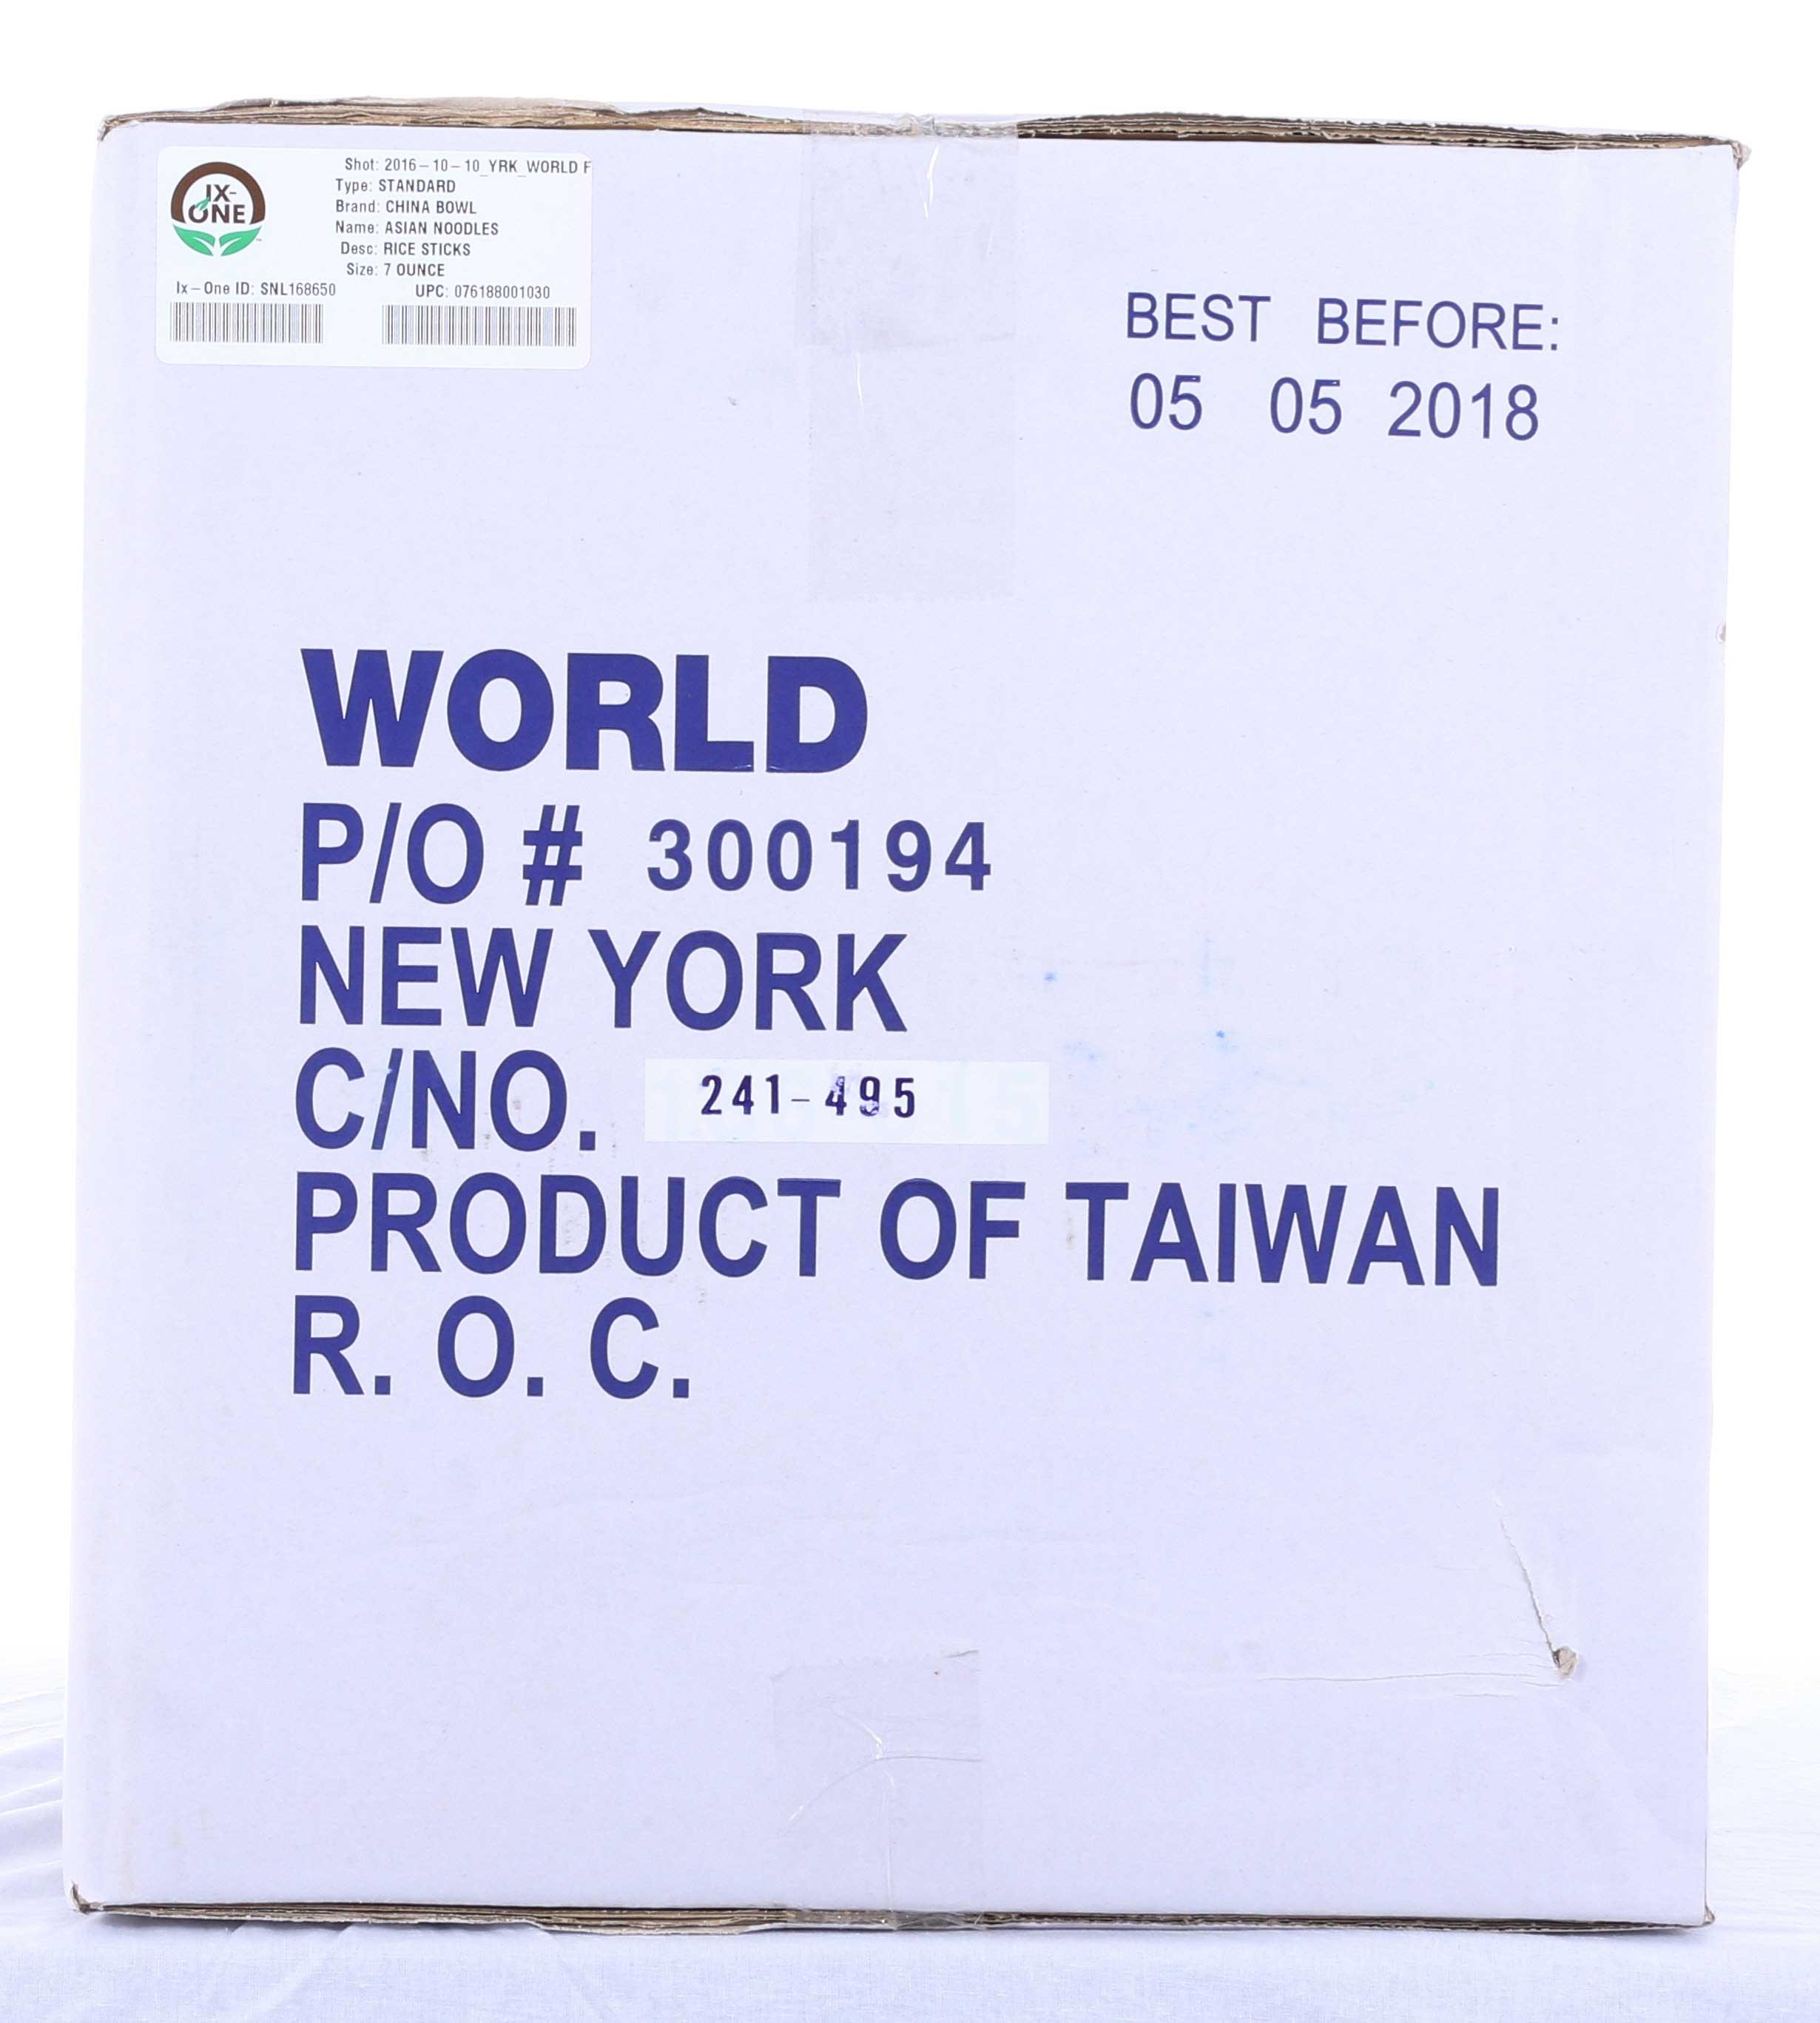 IX-
ONE
Shot: 2016-10-10_YRK_WORLD F
Type: STANDARD
Brand: CHINA BOWL
Name: ASIAN NOODLES
Desc: RICE STICKS
Size: 7 OUNCE
Ix-One ID: SNL168650 UPC: 076188001030
BEST BEFORE:
05 05 2018
WORLD
P/O # 300194
NEW YORK
C/NO. 241-495
PRODUCT OF TAIWAN
R. O. C.